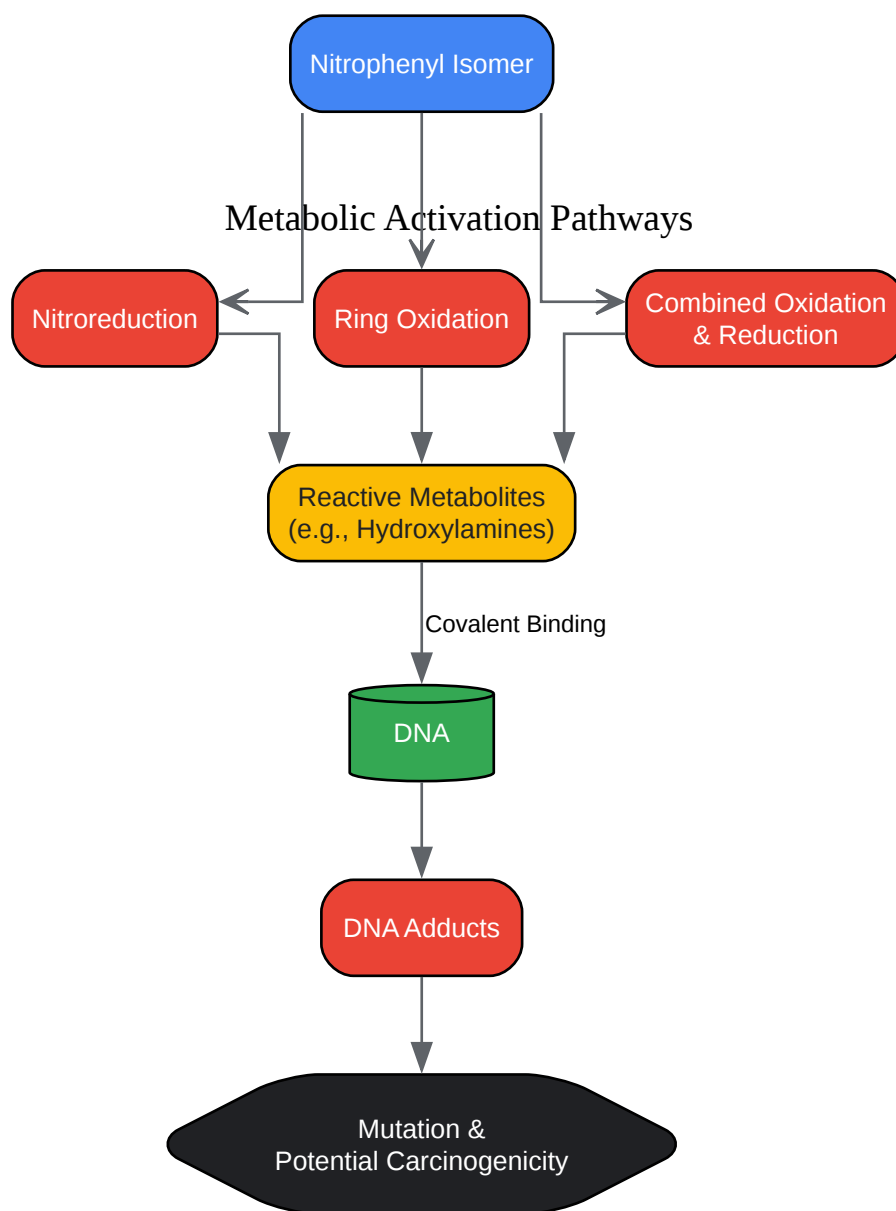 Nitrophenyl Isomer
Metabolic Activation Pathways
Nitroreduction
Ring Oxidation
Combined Oxidation
& Reduction
Reactive Metabolites
(e.g., Hydroxylamines)
Covalent Binding
DNA
DNA Adducts
Mutation &
Potential Carcinogenicity